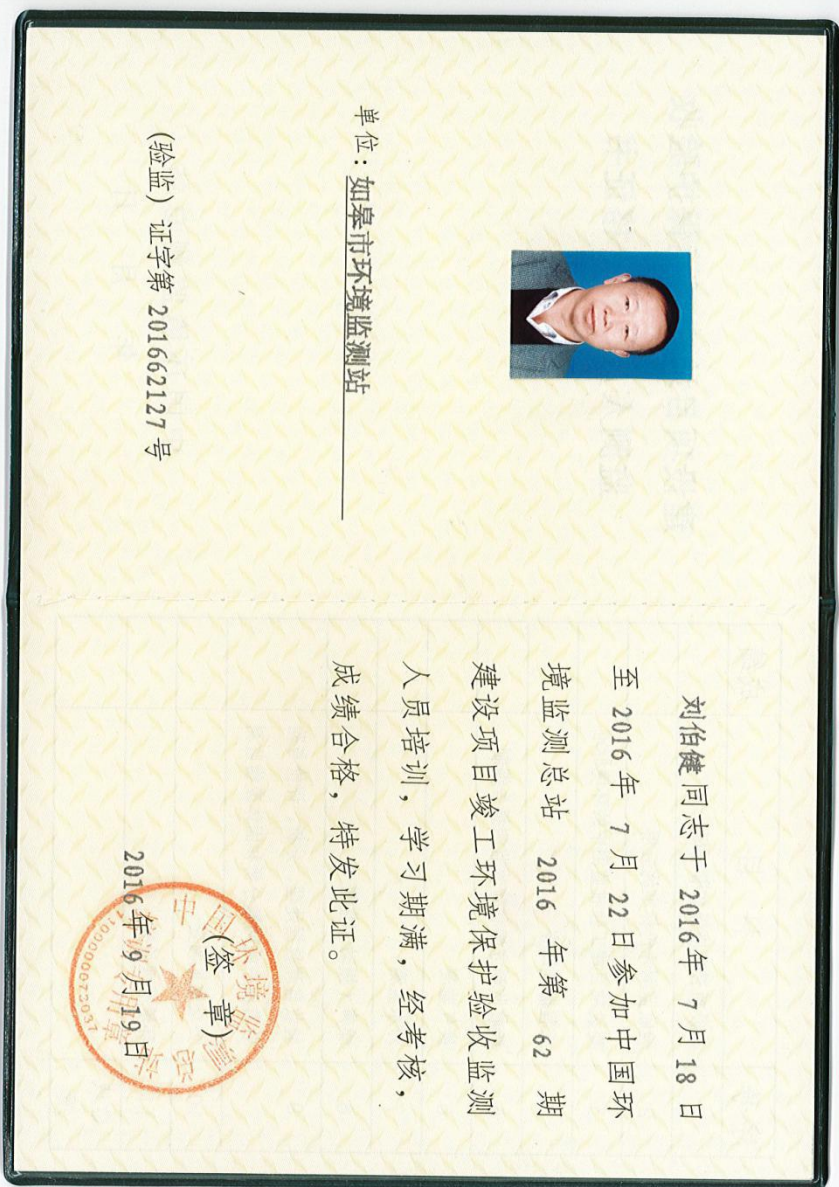 单位：如皋市环境监测站
(验监) 证字第 201662127 号
刘伯健同志于 2016年 7 月 18 日
至 2016 年 7 月 22 日参加中国环
境监测总站 2016 年第 62 期
建设项目竣工环境保护验收监测
人员培训，学习期满，经考核，
成绩合格，特发此证。
(签 章)
2016年9月19日